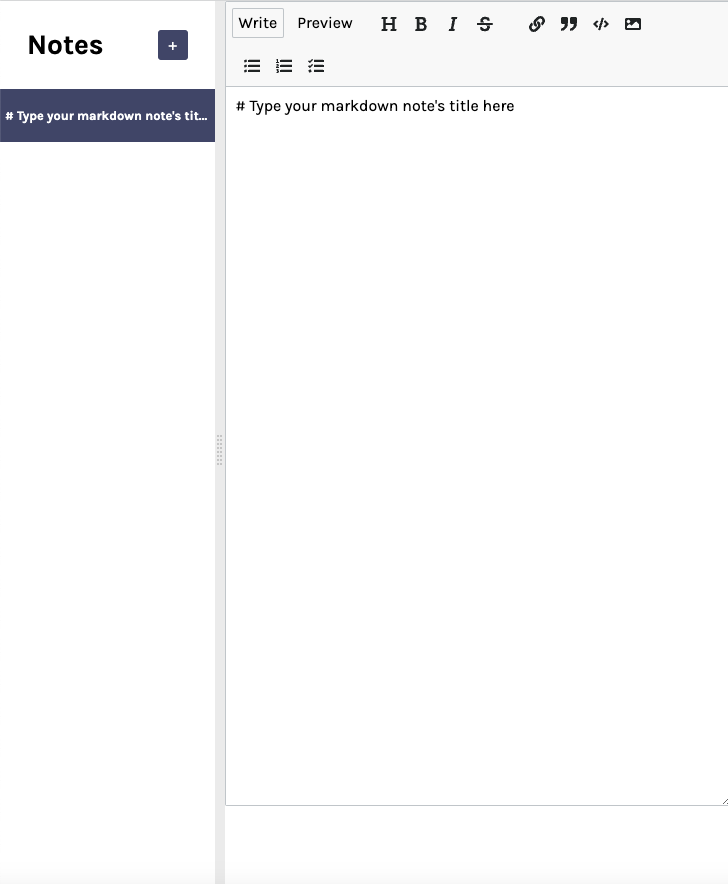 Notes
+
# Type your markdown note's tit...
Write Preview H B I S
# Type your markdown note's title here